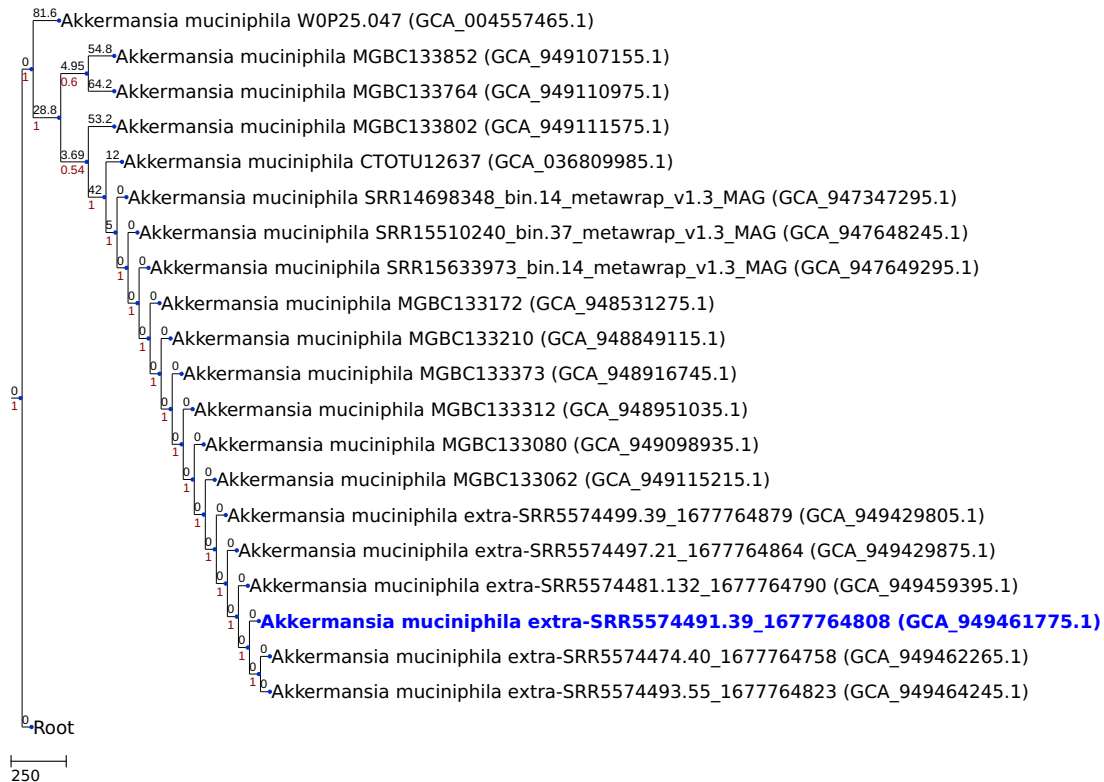 81.6
Akkermansia muciniphila W0P25.047 (GCA_004557465.1)
54.8
Akkermansia muciniphila MGBC133852 (GCA_949107155.1)
0
1
4.95
0.6
64.2
Akkermansia muciniphila MGBC133764 (GCA_949110975.1)
28.8
1
53.2
Akkermansia muciniphila MGBC133802 (GCA_949111575.1)
3.69
0.54
12
Akkermansia muciniphila CTOTU12637 (GCA_036809985.1)
42
1
0
Akkermansia muciniphila SRR14698348_bin.14_metawrap_v1.3_MAG (GCA_947347295.1)
5
1
0
Akkermansia muciniphila SRR15510240_bin.37_metawrap_v1.3_MAG (GCA_947648245.1)
0
1
0
Akkermansia muciniphila SRR15633973_bin.14_metawrap_v1.3_MAG (GCA_947649295.1)
0
1
0
Akkermansia muciniphila MGBC133172 (GCA_948531275.1)
0
1
0
Akkermansia muciniphila MGBC133210 (GCA_948849115.1)
0
1
0
Akkermansia muciniphila MGBC133373 (GCA_948916745.1)
0
1
0
1
0
Akkermansia muciniphila MGBC133312 (GCA_948951035.1)
0
1
0
Akkermansia muciniphila MGBC133080 (GCA_949098935.1)
0
1
0
Akkermansia muciniphila MGBC133062 (GCA_949115215.1)
0
1
0
Akkermansia muciniphila extra-SRR5574499.39_1677764879 (GCA_949429805.1)
0
1
0
Akkermansia muciniphila extra-SRR5574497.21_1677764864 (GCA_949429875.1)
0
1
0
Akkermansia muciniphila extra-SRR5574481.132_1677764790 (GCA_949459395.1)
0
1
0
Akkermansia muciniphila extra-SRR5574491.39_1677764808 (GCA_949461775.1)
0
1
0
Akkermansia muciniphila extra-SRR5574474.40_1677764758 (GCA_949462265.1)
0
1
0
Akkermansia muciniphila extra-SRR5574493.55_1677764823 (GCA_949464245.1)
0
Root
250